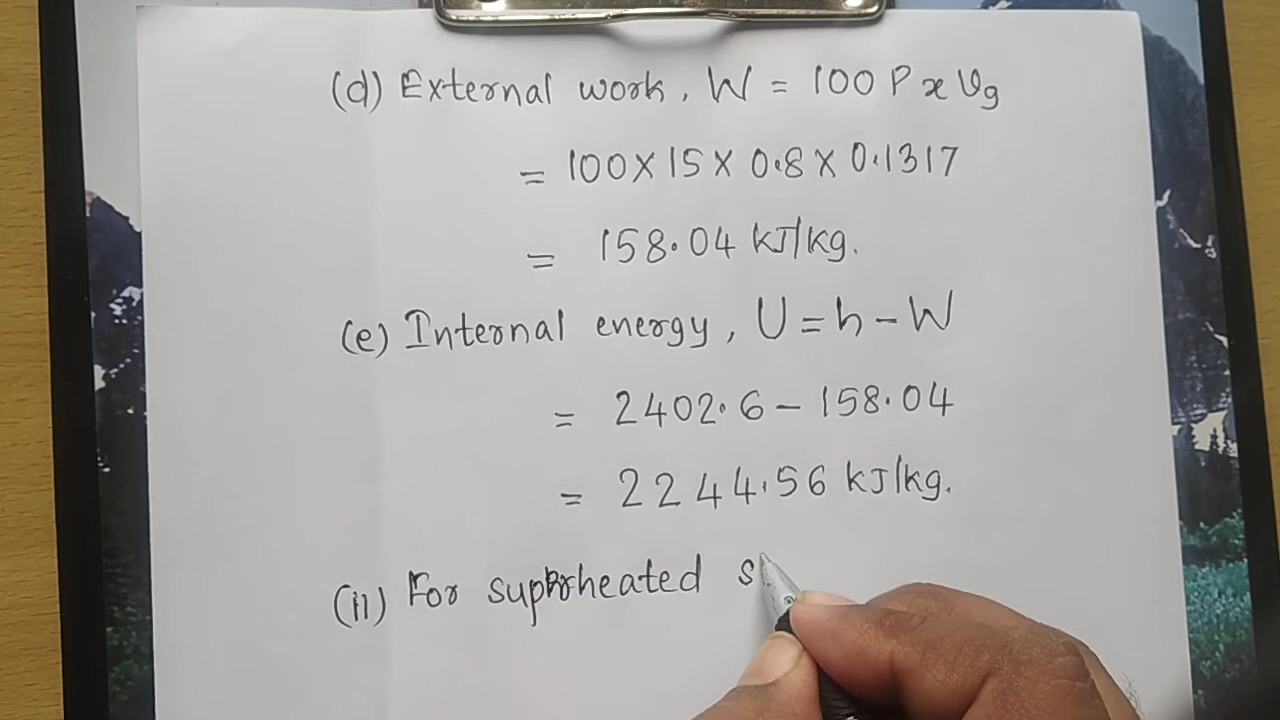 (d) External work, W = 100 P x Vg
= 100 X 15 X 0.8 X 0.1317
= 158.04 kJ/kg.
(e) Internal energy, U = h - W
= 2402.6 - 158.04
= 2244.56 kJ/kg.
(ii) For superheated s